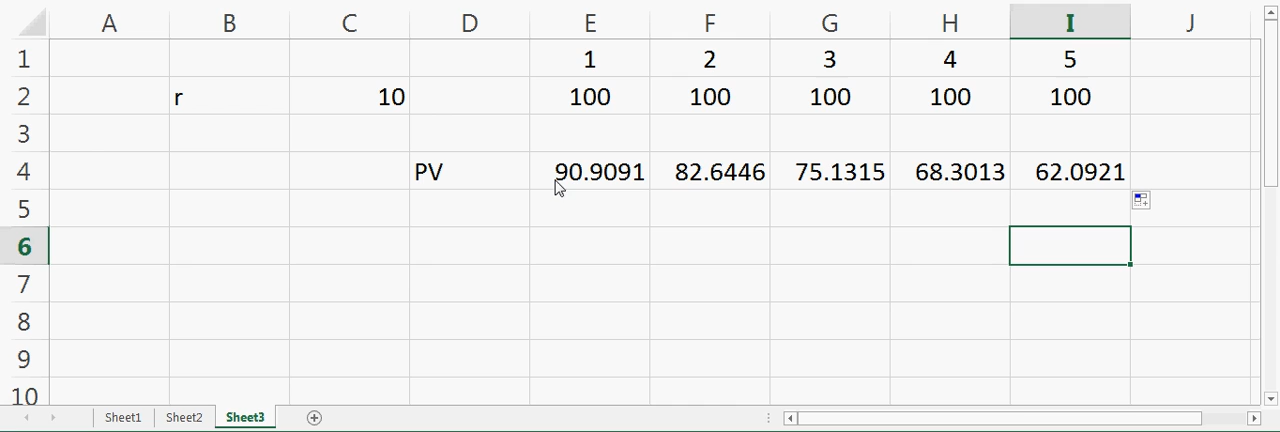 A B C D E F G H I J
1 1 2 3 4 5
2 r 10 100 100 100 100 100
3
4 PV 90.9091 82.6446 75.1315 68.3013 62.0921
5
6
7
8
9
10
Sheet1 Sheet2 Sheet3